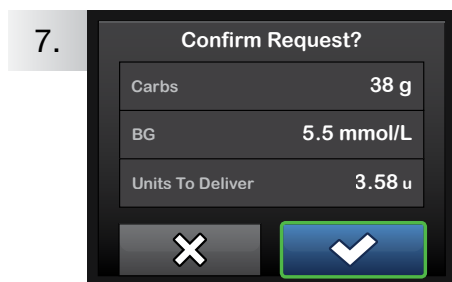 7.
Confirm Request?
Carbs 38 g
BG 5.5 mmol/L
Units To Deliver 3.58 u